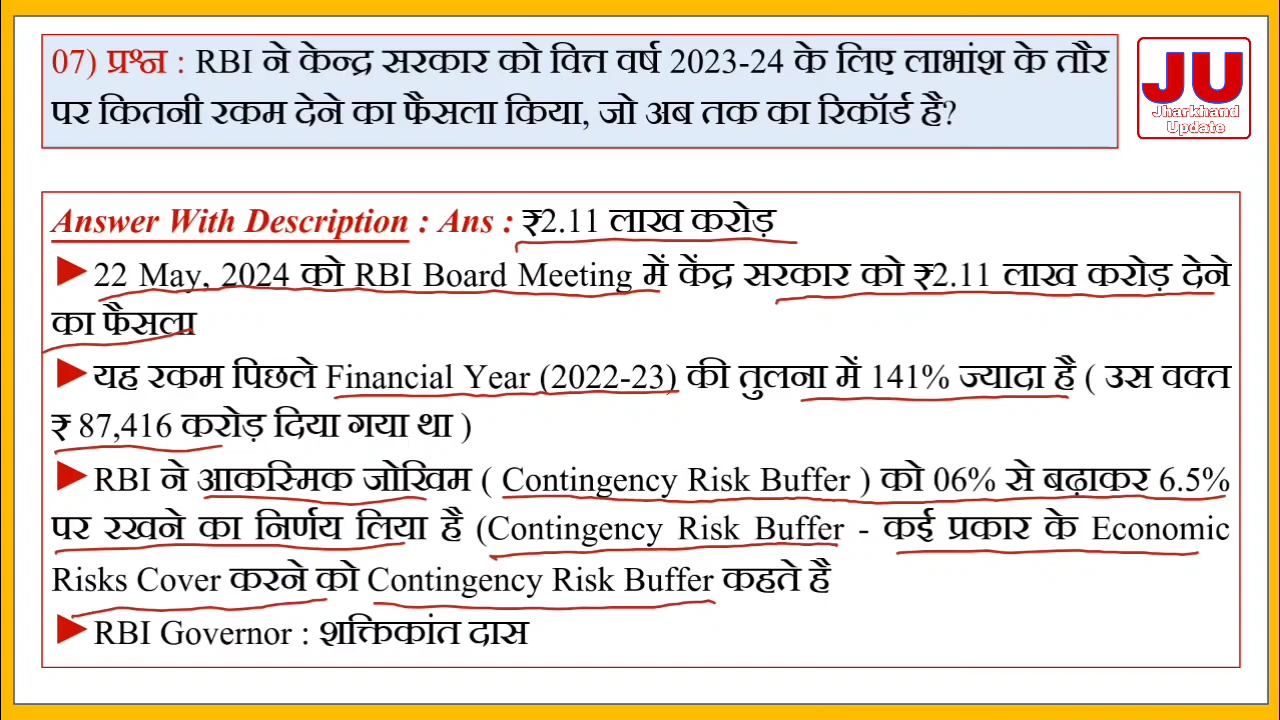 07) प्रश्न : RBI ने केन्द्र सरकार को वित्त वर्ष 2023-24 के लिए लाभांश के तौर
पर कितनी रकम देने का फैसला किया, जो अब तक का रिकॉर्ड है?
JU
Jharkhand
Update
Answer With Description : Ans : ₹2.11 लाख करोड़
▶22 May, 2024 को RBI Board Meeting में केंद्र सरकार को ₹2.11 लाख करोड़ देने
का फैसला
▶यह रकम पिछले Financial Year (2022-23) की तुलना में 141% ज्यादा है ( उस वक्त
₹ 87,416 करोड़ दिया गया था )
▶RBI ने आकस्मिक जोखिम ( Contingency Risk Buffer ) को 06% से बढ़ाकर 6.5%
पर रखने का निर्णय लिया है (Contingency Risk Buffer - कई प्रकार के Economic
Risks Cover करने को Contingency Risk Buffer कहते है
▶RBI Governor : शक्तिकांत दास